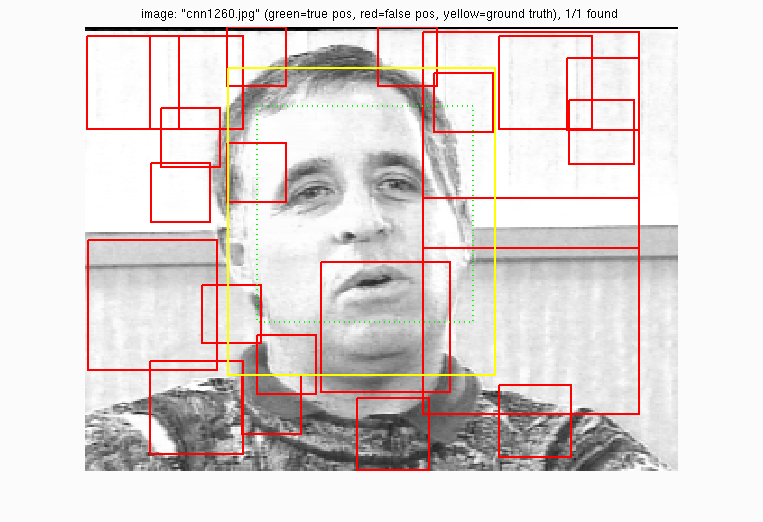 image: "cnn1260.jpg" (green=true pos, red=false pos, yellow=ground truth), 1/1 found